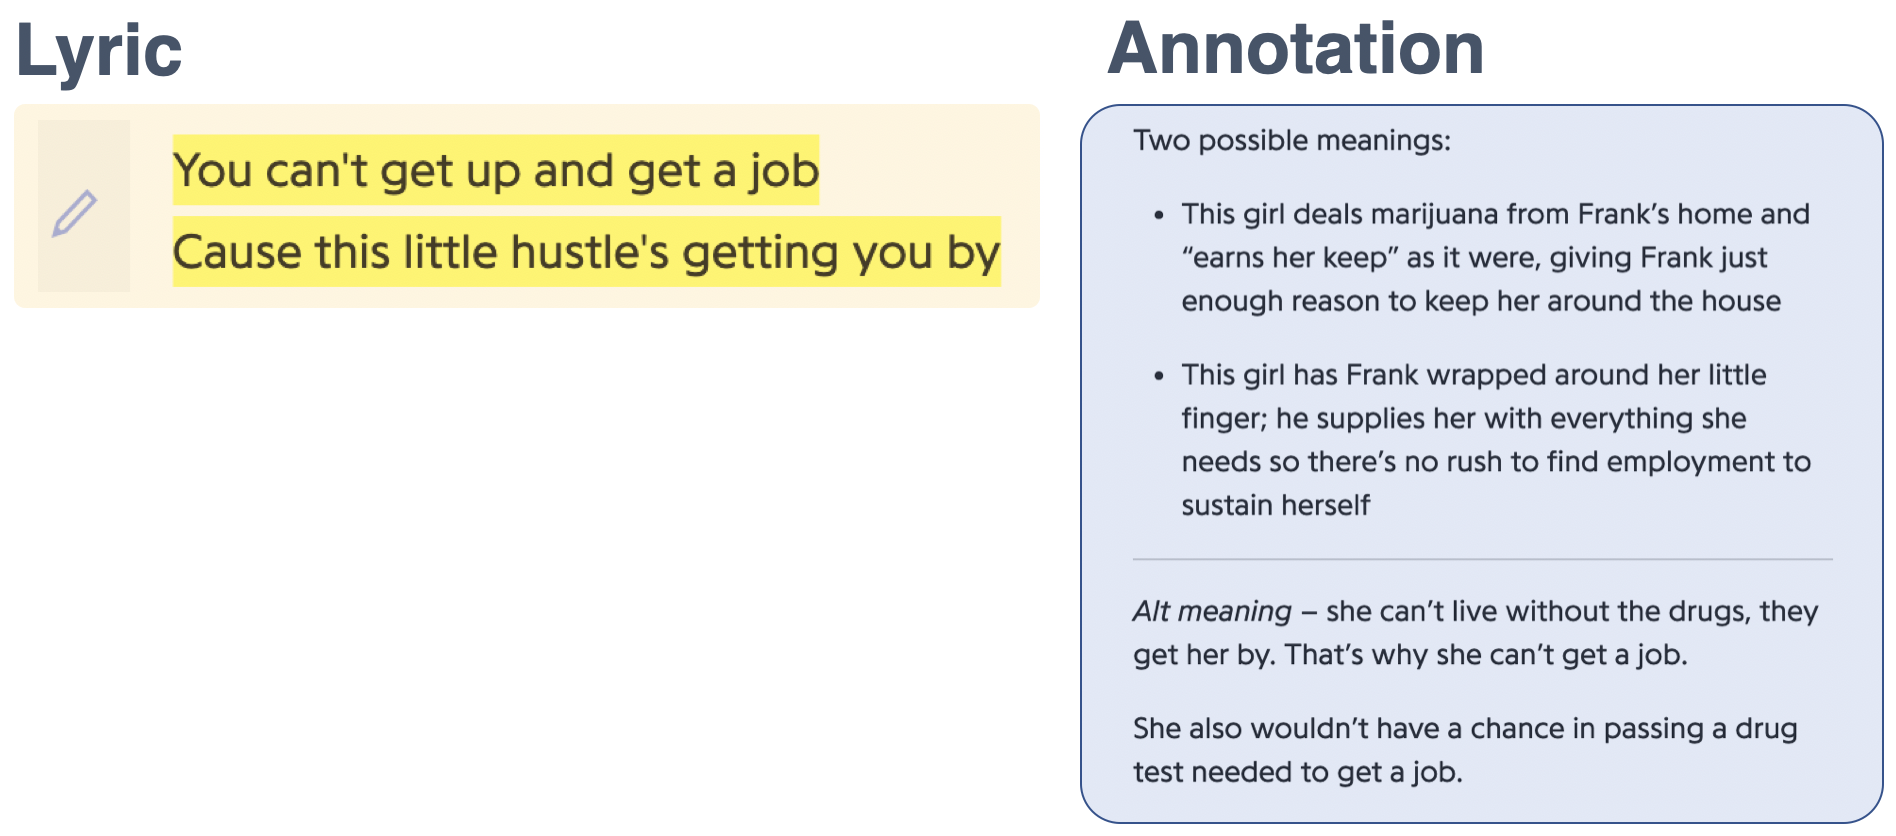 Lyric
You can't get up and get a job
Cause this little hustle's getting you by
Annotation
Two possible meanings:
• This girl deals marijuana from Frank’s home and
“earns her keep” as it were, giving Frank just
enough reason to keep her around the house
• This girl has Frank wrapped around her little
finger; he supplies her with everything she
needs so there’s no rush to find employment to
sustain herself
Alt meaning – she can’t live without the drugs, they
get her by. That’s why she can’t get a job.
She also wouldn’t have a chance in passing a drug
test needed to get a job.